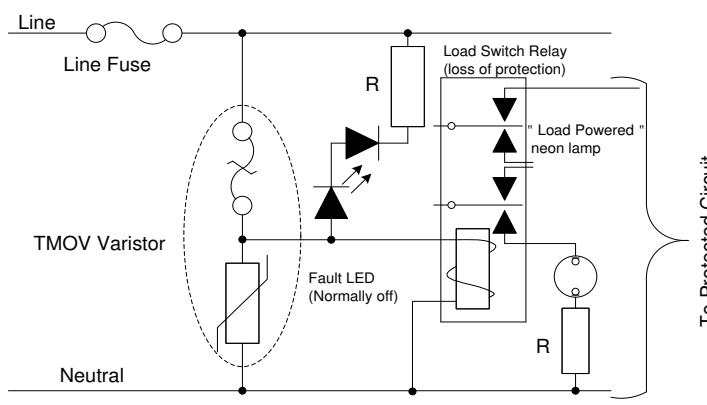 Line
Line Fuse
R
Load Switch Relay
(loss of protection)
" Load Powered "
neon lamp
TMOV Varistor
Fault LED
(Normally off)
R
Neutral
To Protected Circuit